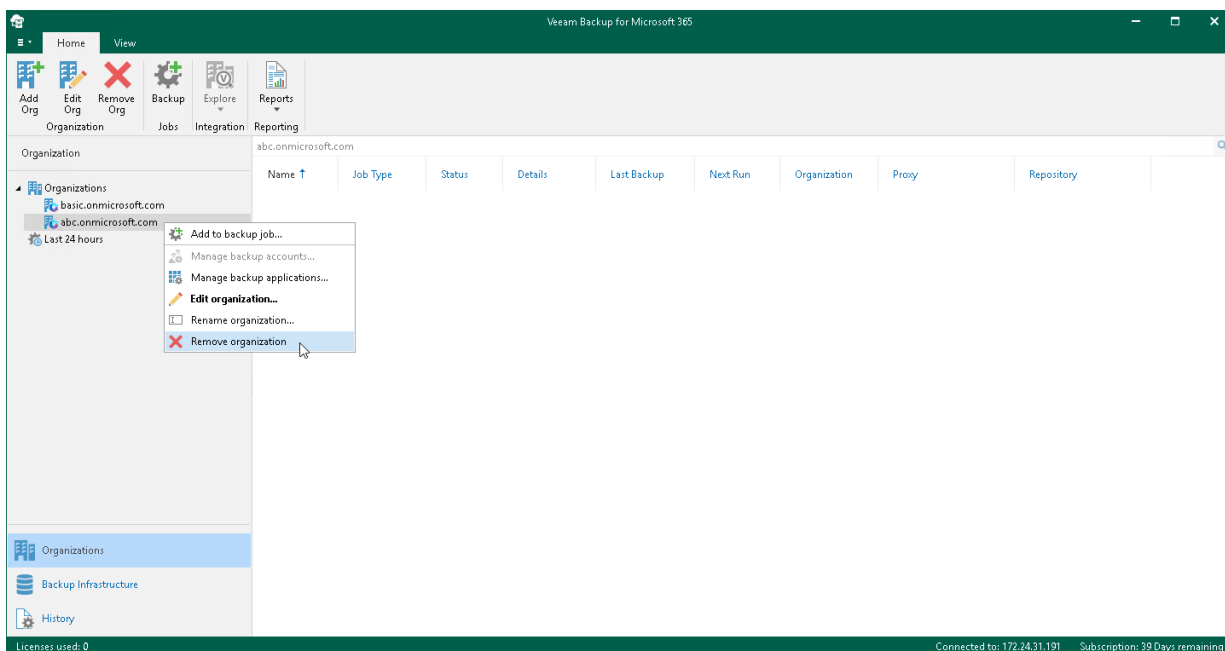 Veeam Backup for Microsoft 365
Home View
Add Org Edit Org Remove Org Backup Explore Reports
Organization Jobs Integration Reporting
Organization
abc.onmicrosoft.com
Name Job Type Status Details Last Backup Next Run Organization Proxy Repository
Organizations
basic.onmicrosoft.com
abc.onmicrosoft.com
Last 24 hours
Add to backup job...
Manage backup accounts...
Manage backup applications...
Edit organization...
Rename organization...
Remove organization
Organizations
Backup Infrastructure
History
Licenses used: 0 Connected to: 172.24.31.191 Subscription: 39 Days remaining